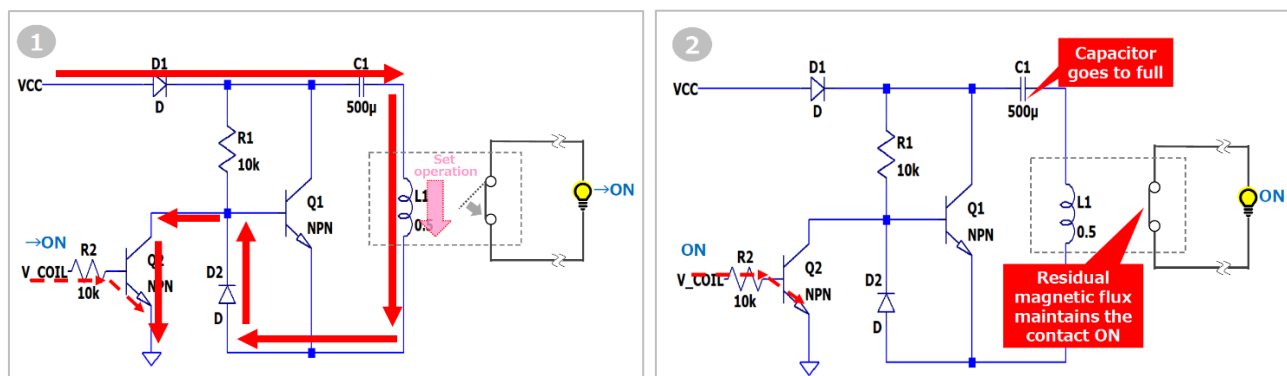 1
D1
C1
VCC
D
500µ
R1
10k
Set
operation
→ON
L1
0.5
Q1
NPN
→ON
R2
Q2
V_COIL
NPN
10k
D2
D
2
Capacitor
goes to full
D1
C1
VCC
D
500µ
R1
10k
ON
L1
0.5
Q1
NPN
ON
R2
Q2
V_COIL
NPN
10k
D2
D
Residual
magnetic flux
maintains the
contact ON